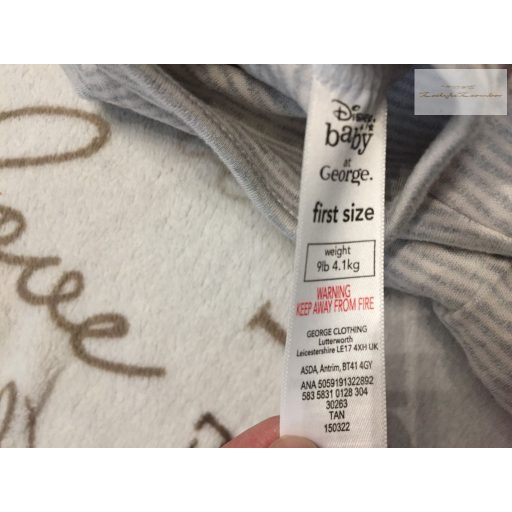 Disney
baby
at
George.
first size
weight
9lb 4.1kg
WARNING
KEEP AWAY FROM FIRE
GEORGE CLOTHING
Lutterworth
Leicestershire LE17 4XH UK
ASDA, Antrim, BT41 4GY
ANA 5059191322892
583 5831 0128 304
30263
TAN
150322
love